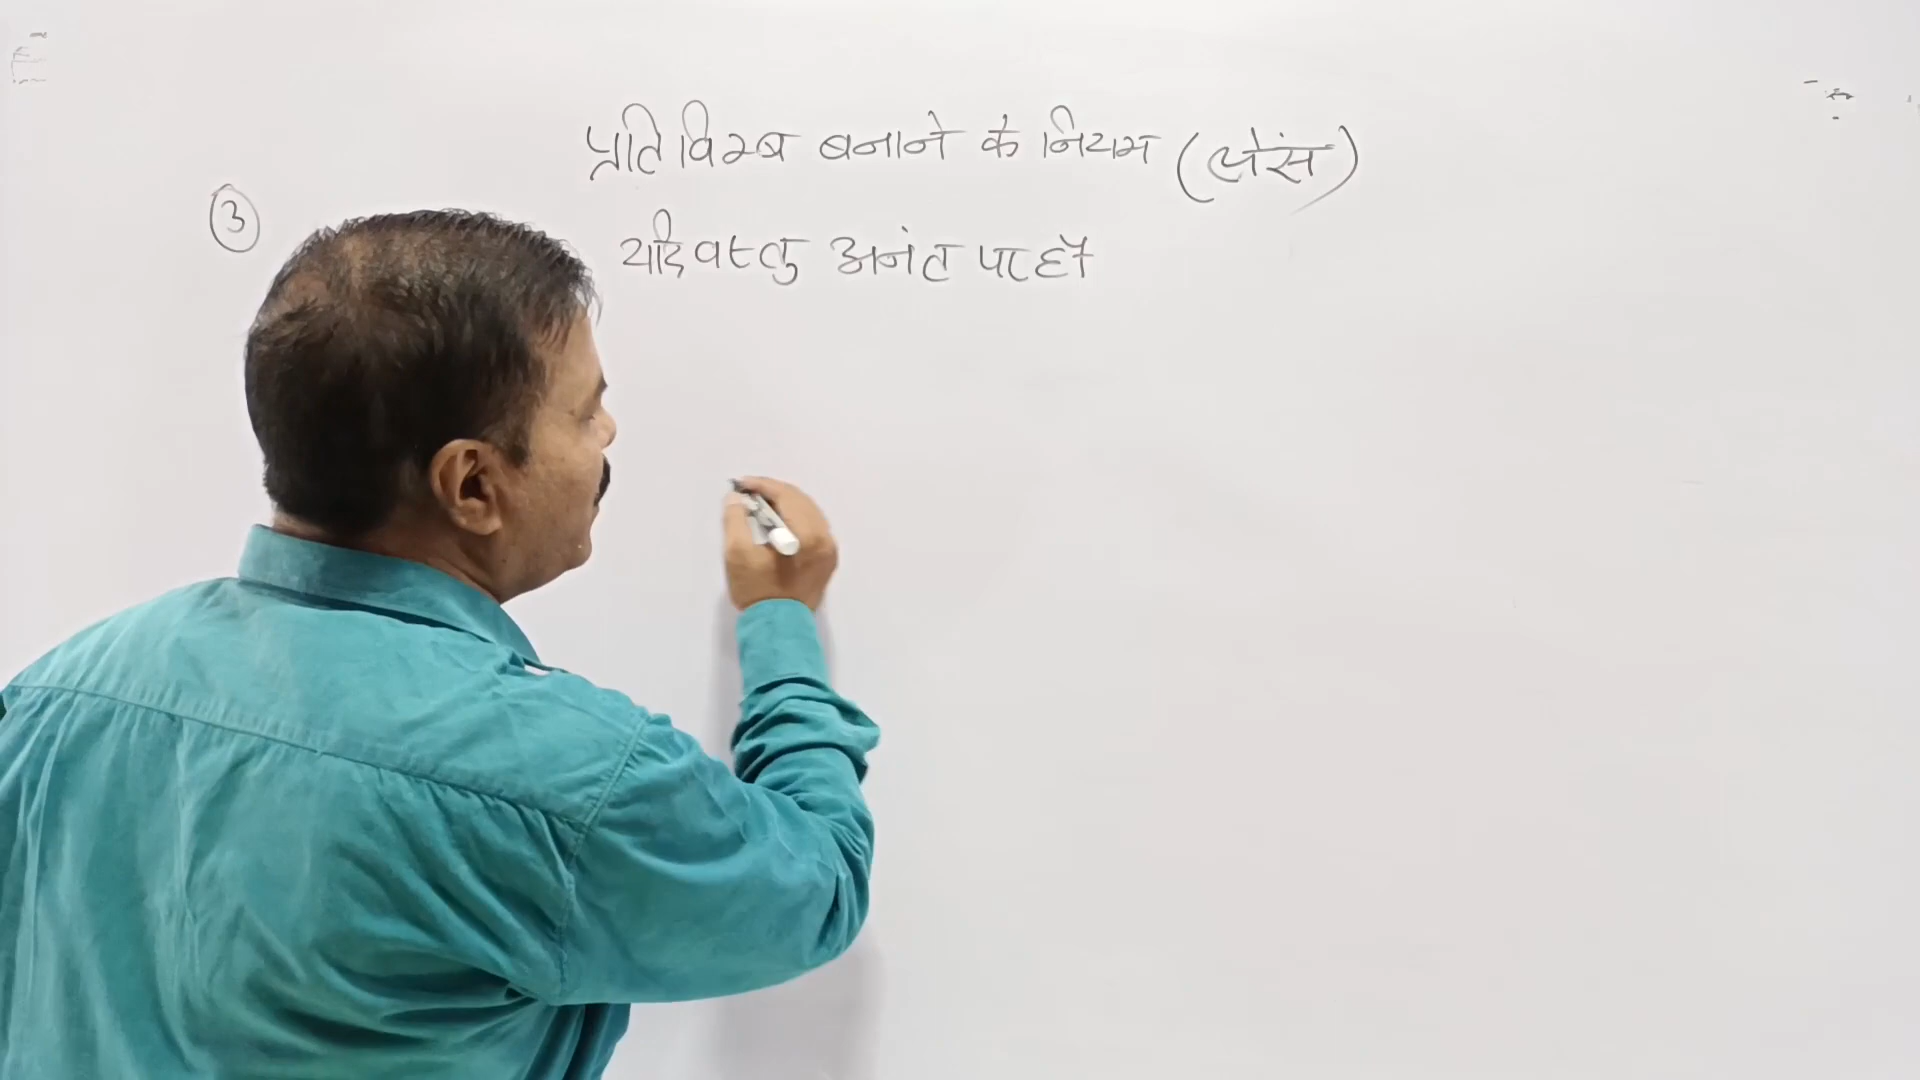 प्रतिविम्ब बनाने के नियम (लेंस)
③
यदि वस्तु अनंत पर हो